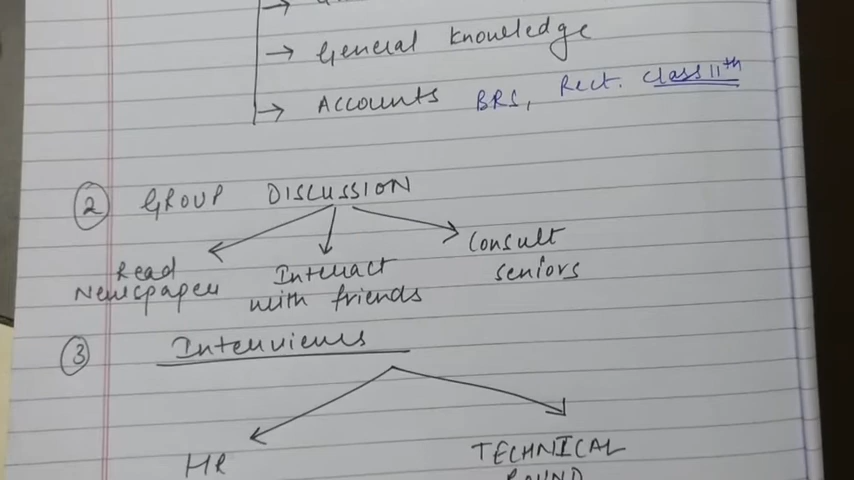 → General Knowledge
→ Accounts BRS, Rect. Class 11th
② GROUP DISCUSSION
Read Newspaper
Interact with friends
Consult seniors
③ Interviews
HR
TECHNICAL
ROUND